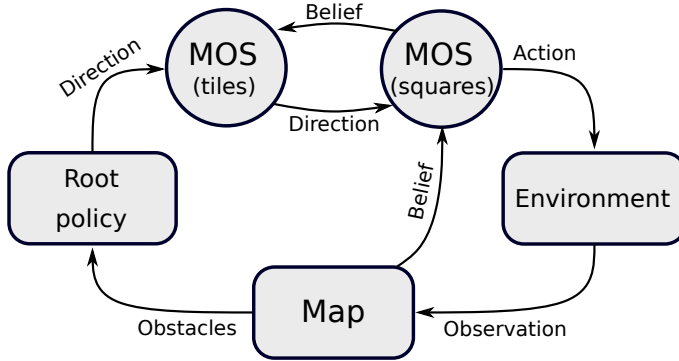 Belief
MOS
(tiles)
MOS
(squares)
Action
Direction
Direction
Root
policy
Belief
Environment
Map
Obstacles
Observation